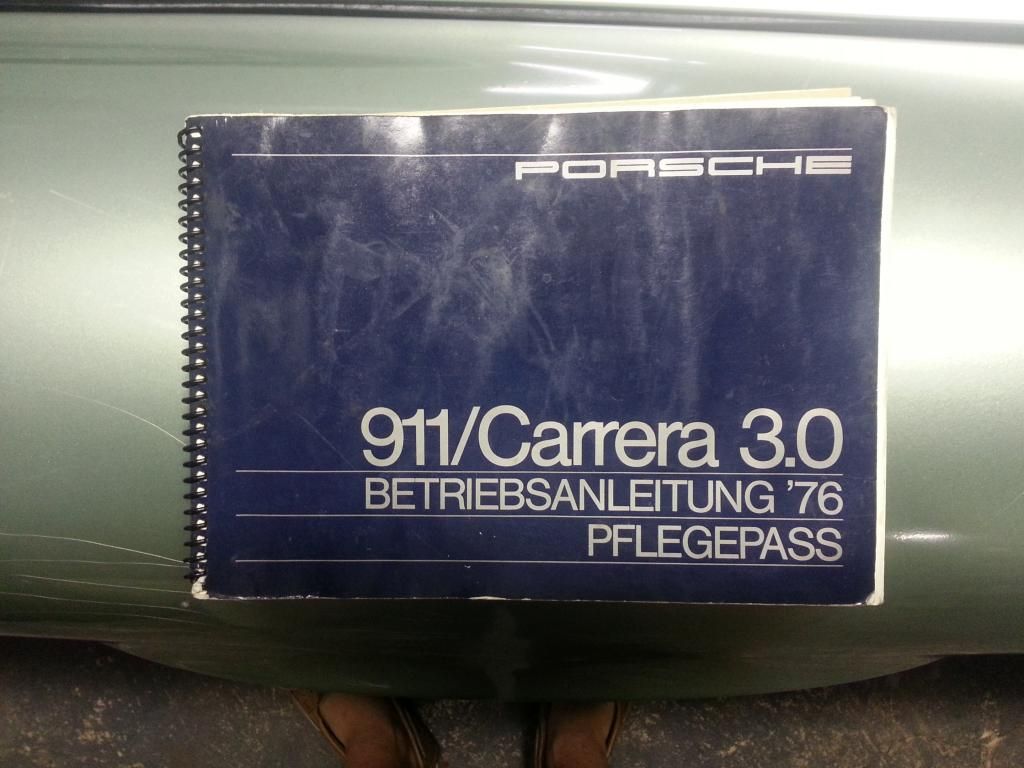 PORSCHE
911/Carrera 3.0
BETRIEBSANLEITUNG '76
PFLEGEPASS